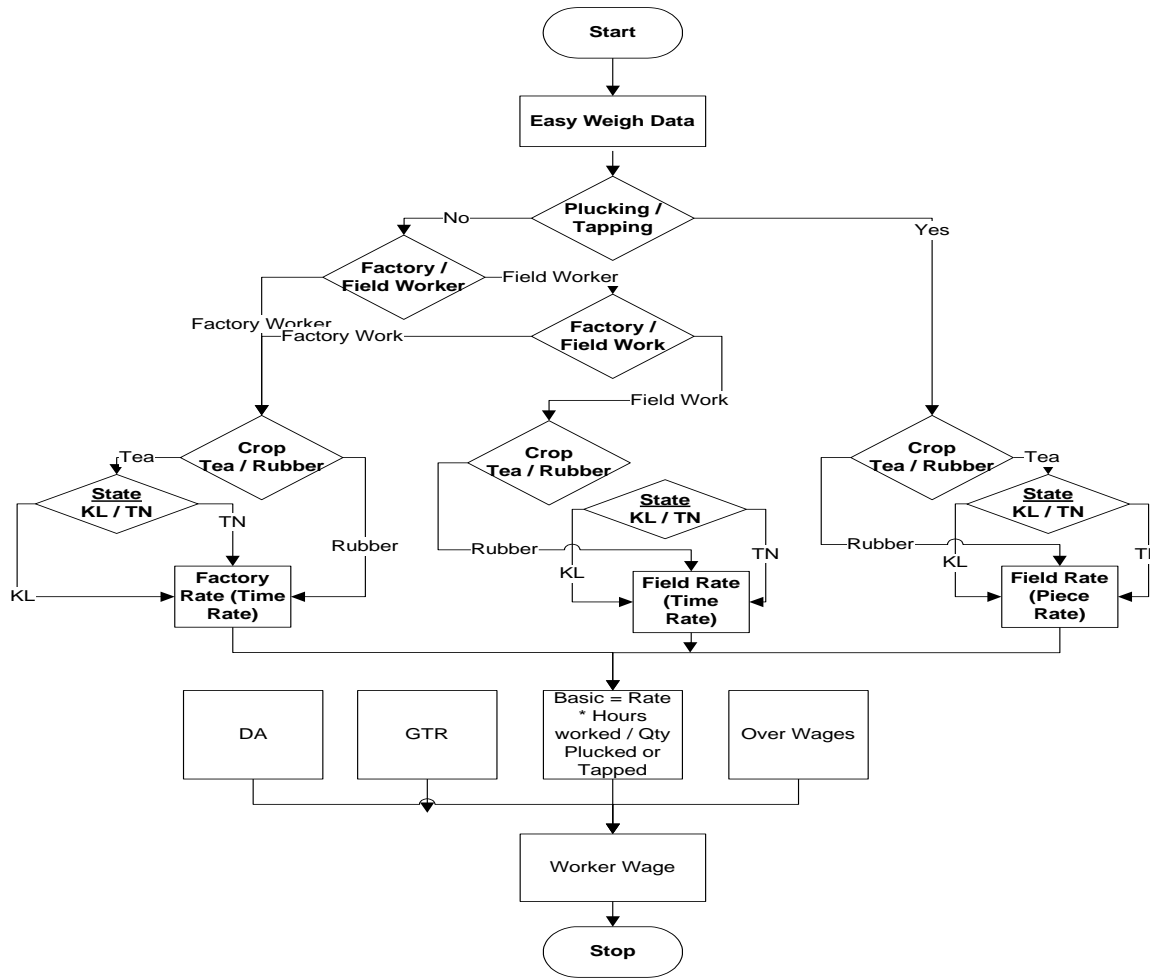 Start
Easy Weigh Data
Plucking /
Tapping
No
Yes
Factory /
Field Worker
Field Worker
Factory Worker
Factory Work
Factory /
Field Work
Field Work
Crop
Tea / Rubber
Tea
State
KL / TN
TN
KL
Rubber
Factory
Rate (Time
Rate)
Crop
Tea / Rubber
State
KL / TN
Rubber
KL
TN
Field Rate
(Time
Rate)
Crop
Tea / Rubber
Tea
State
KL / TN
Rubber
KL
Field Rate
(Piece
Rate)
DA
GTR
Basic = Rate
* Hours
worked / Qty
Plucked or
Tapped
Over Wages
Worker Wage
Stop